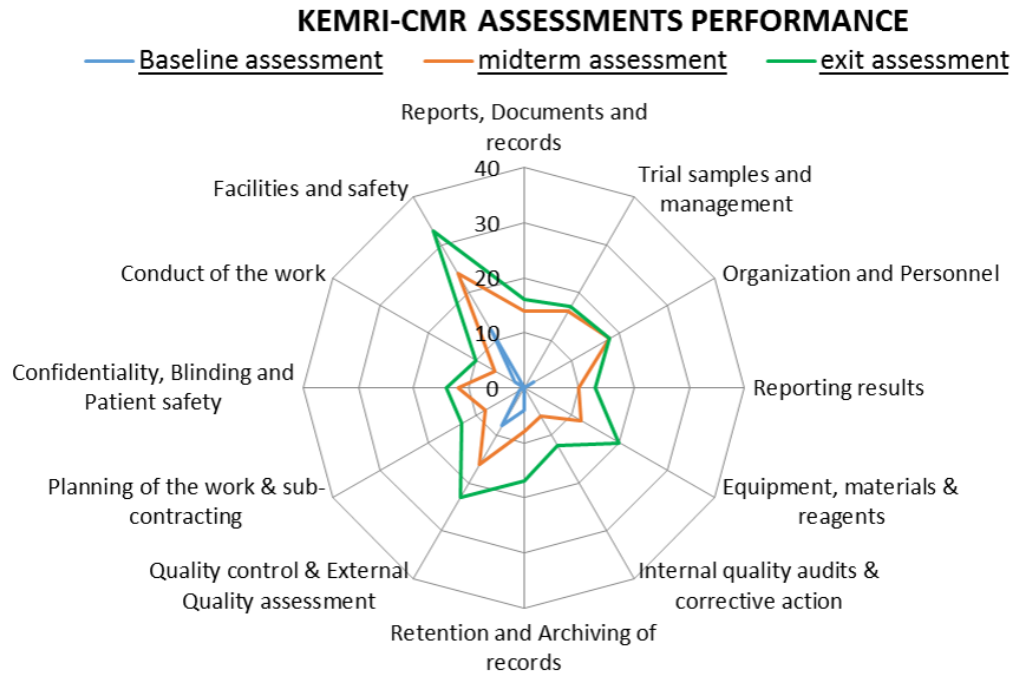 KEMRI-CMR ASSESSMENTS PERFORMANCE
Baseline assessment midterm assessment exit assessment
Reports, Documents and
records
40
30
20
10
0
Trial samples and
management
Organization and Personnel
Reporting results
Equipment, materials &
reagents
Internal quality audits &
corrective action
Retention and Archiving of
records
Quality control & External
Quality assessment
Planning of the work & sub-
contracting
Confidentiality, Blinding and
Patient safety
Conduct of the work
Facilities and safety